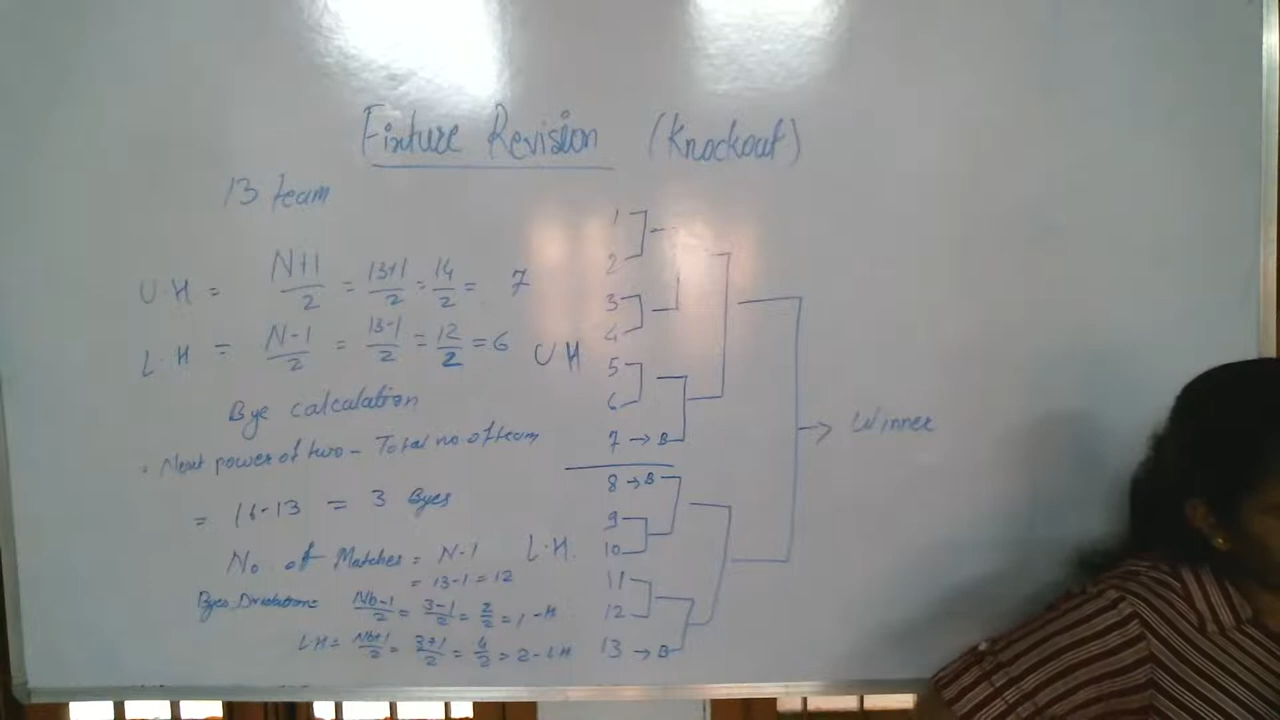 Fixture Revision (Knockout)
13 team
U.H = N+1/2 = 13+1/2 = 14/2 = 7
L.H = N-1/2 = 13-1/2 = 12/2 = 6
Bye calculation
Next power of two - Total no of team
= 16-13 = 3 Byes
No of Matches = N-1
= 13-1 = 12
Byes Nb-1/2 = 3-1/2 = 2/2 = 1 -H
LH = Nb+1/2 = 3+1/2 = 4/2 = 2 - LH
UH
1
2
3
4
5
6
7 → B
L.H.
8 → B
9
10
11
12
13 → B
→ Winner